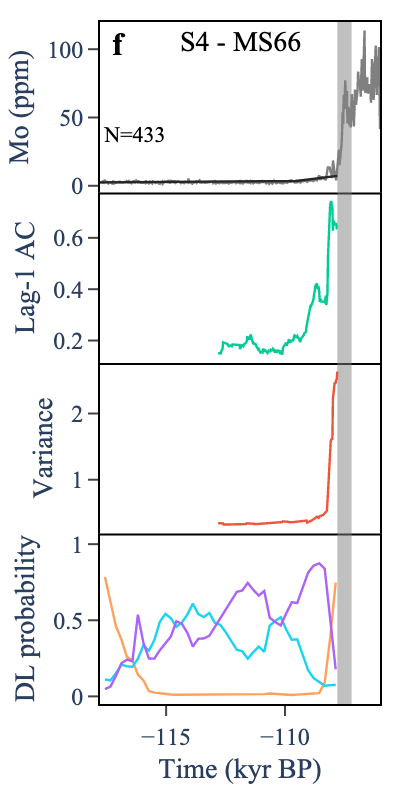 f S4 - MS66
Mo (ppm)
100
50
0
N=433
Lag-1 AC
0.6
0.4
0.2
Variance
2
1
DL probability
1
0.5
0
−115 −110
Time (kyr BP)